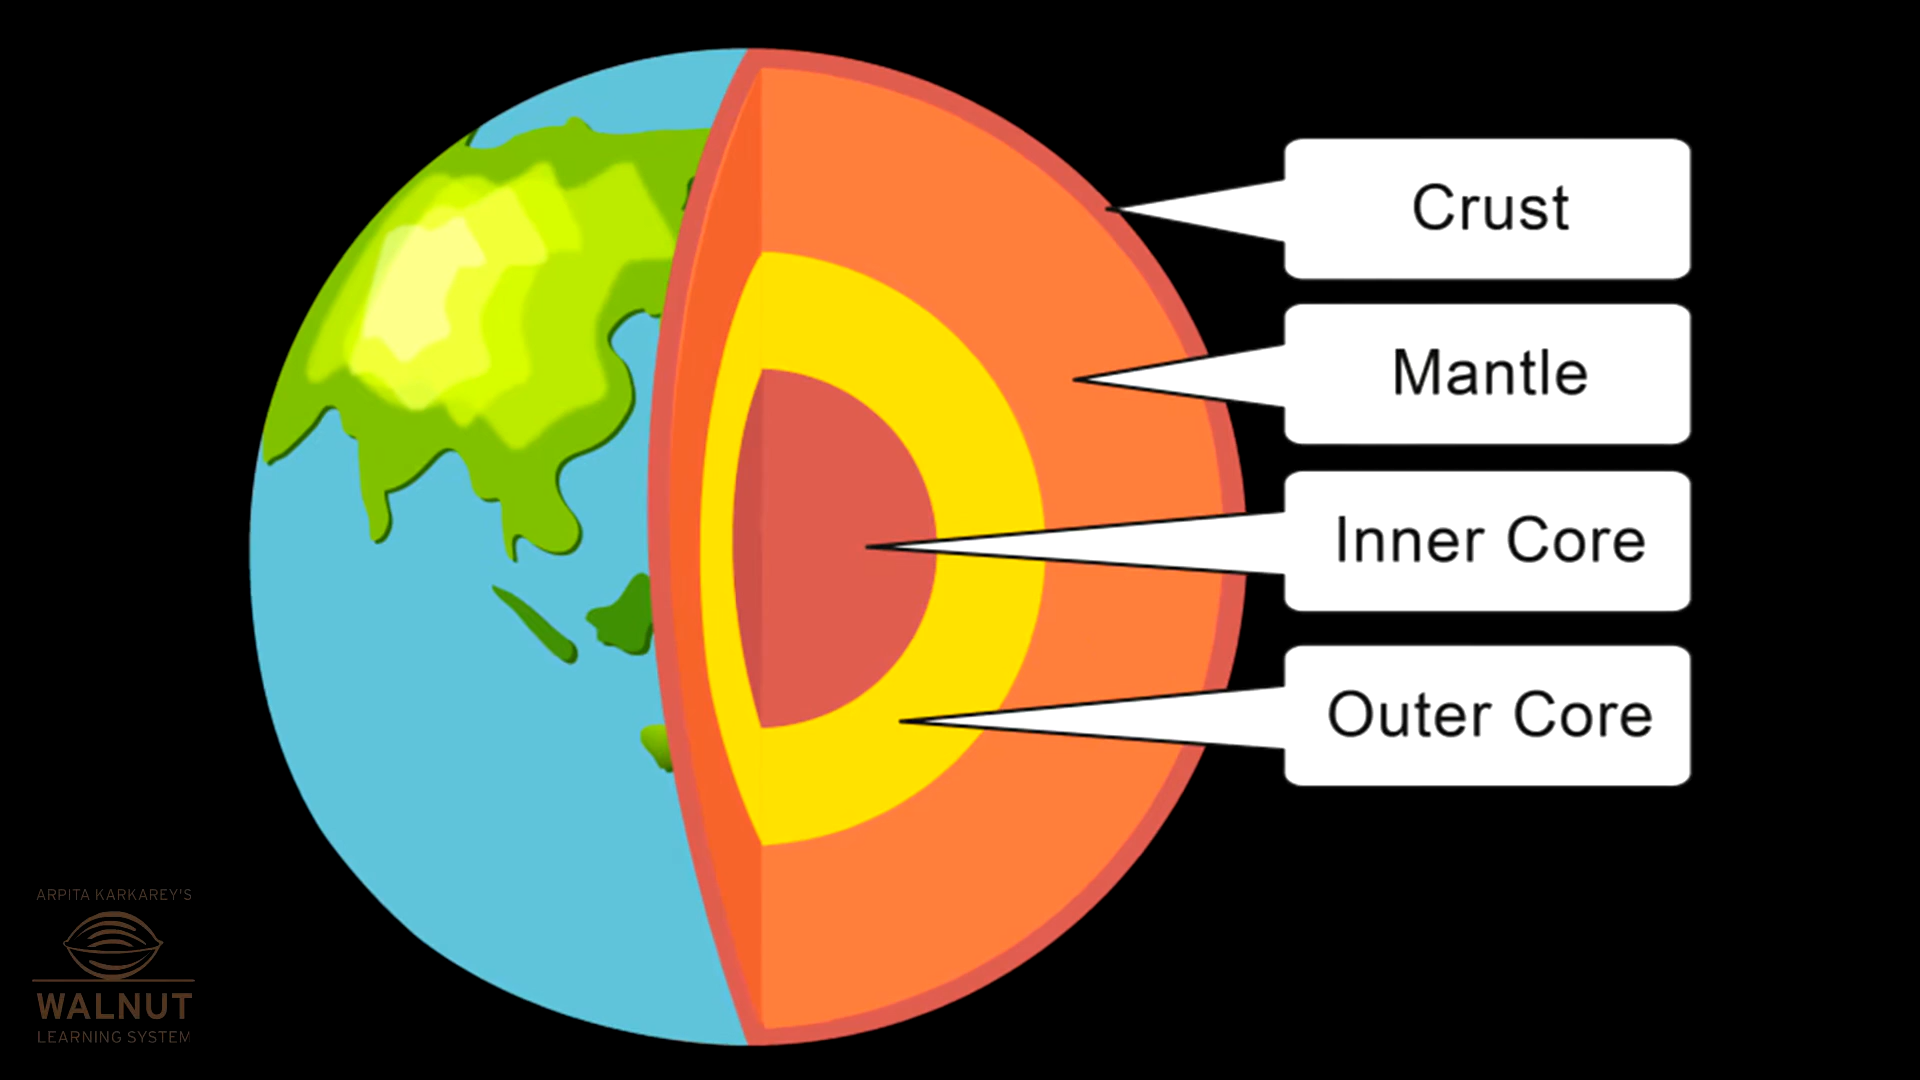 Crust
Mantle
Inner Core
Outer Core
ARPITA KARKAREY'S
WALNUT
LEARNING SYSTEM